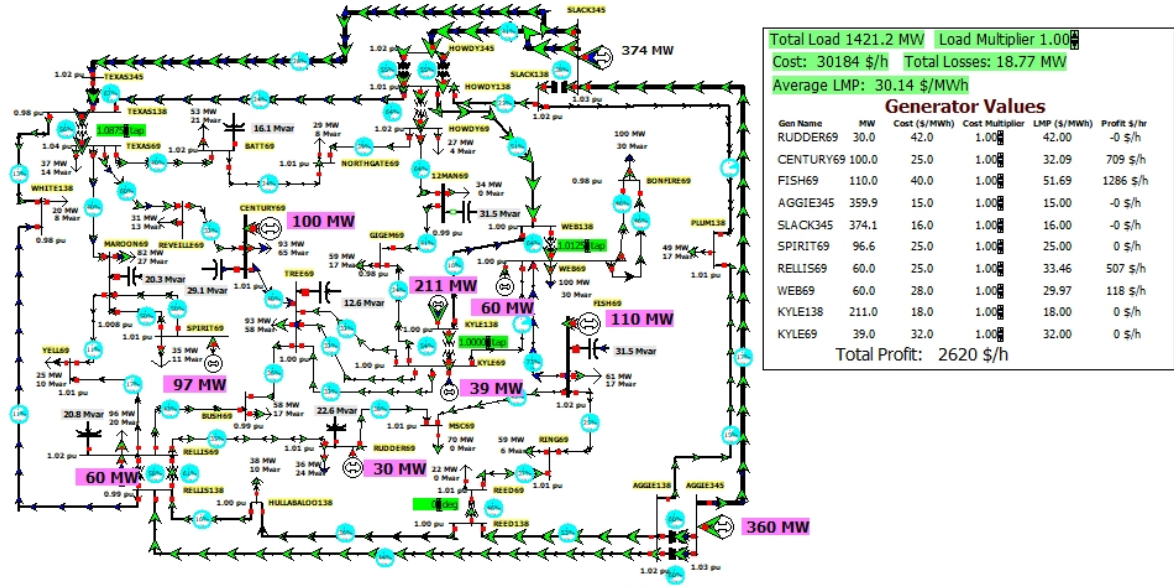 SLACK345
HOWDY345
374 MW
1.02 pu
1.02 pu
TEXAS345
1.02 pu
SLACK138
1.01 pu
HOWDY138
1.03 pu
0.98 pu
TEXAS138
53 MW
21 Mvar
16.1 Mvar
1.01 pu
1.02 pu
1.0875 tap
1.04 pu
TEXAS69
29 MW
8 Mvar
HOWDY69
27 MW
4 Mvar
100 MW
30 Mvar
BATT69
1.02 pu
37 MW
14 Mvar
NORTHGATE69
1.01 pu
12MAN69
0.98 pu
BONFIRE69
WHITE138
34 MW
0 Mvar
20 MW
8 Mvar
CENTURY69
100 MW
31.5 Mvar
31 MW
13 Mvar
1.01 pu
WEB138
PLUM138
0.98 pu
REVEILLE69
MAROON69
82 MW
27 Mvar
93 MW
65 Mvar
GIGEM69
1.00 pu
1.0125 tap
49 MW
17 Mvar
59 MW
17 Mvar
0.98 pu
1.00 pu
WEB69
1.01 pu
20.3 Mvar
TREE69
29.1 Mvar
1.01 pu
211 MW
100 MW
30 Mvar
12.6 Mvar
60 MW
FISH69
110 MW
1.008 pu
SPIRIT69
1.01 pu
93 MW
58 Mvar
1.01 pu
KYLE138
1.0000 tap
YELL69
35 MW
11 Mvar
1.00 pu
31.5 Mvar
25 MW
10 Mvar
1.01 pu
97 MW
1.00 pu
KYLE69
61 MW
17 Mvar
39 MW
1.02 pu
20.8 Mvar
96 MW
20 Mvar
BUSH69
58 MW
17 Mvar
0.99 pu
22.6 Mvar
MSC69
1.01 pu
RING69
1.02 pu
RELLIS69
1.01 pu
RUDDER69
70 MW
0 Mvar
59 MW
6 Mvar
60 MW
38 MW
10 Mvar
36 MW
24 Mvar
30 MW
22 MW
0 Mvar
1.01 pu
0.99 pu
RELLIS138
1.01 pu
REED69
AGGIE138
AGGIE345
1.00 pu
HULLABALOO138
0 deg
1.00 pu
REED138
360 MW
1.02 pu
1.03 pu
Total Load 1421.2 MW Load Multiplier 1.00
Cost: 30184 $/h Total Losses: 18.77 MW
Average LMP: 30.14 $/MWh
Generator Values
Gen Name MW Cost ($/MWh) Cost Multiplier LMP ($/MWh) Profit $/hr
RUDDER69 30.0 42.0 1.00 42.00 -0 $/h
CENTURY69 100.0 25.0 1.00 32.09 709 $/h
FISH69 110.0 40.0 1.00 51.69 1286 $/h
AGGIE345 359.9 15.0 1.00 15.00 -0 $/h
SLACK345 374.1 16.0 1.00 16.00 -0 $/h
SPIRIT69 96.6 25.0 1.00 25.00 0 $/h
RELLIS69 60.0 25.0 1.00 33.46 507 $/h
WEB69 60.0 28.0 1.00 29.97 118 $/h
KYLE138 211.0 18.0 1.00 18.00 0 $/h
KYLE69 39.0 32.0 1.00 32.00 0 $/h
Total Profit: 2620 $/h